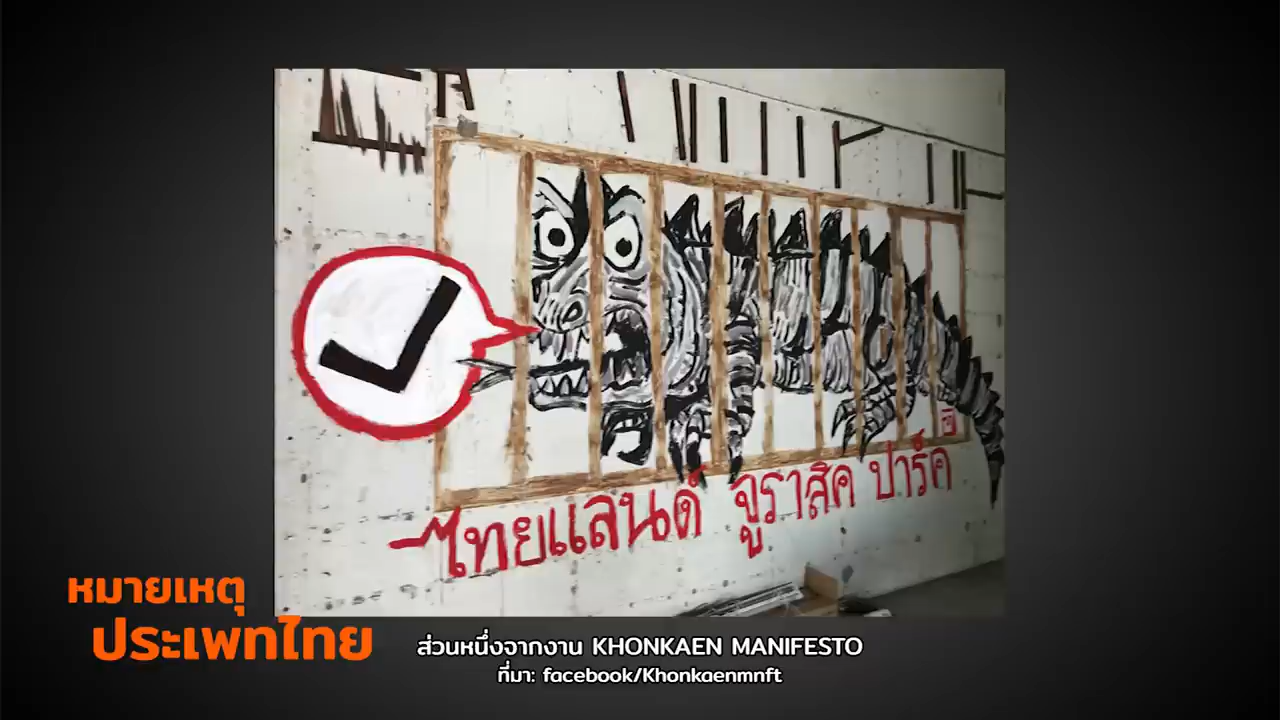 ไทยแลนด์ จูราสิค ปาร์ค
หมายเหตุ
ประเพทไทย
ส่วนหนึ่งจากงาน KHONKAEN MANIFESTO
ที่มา: facebook/Khonkaenmnft